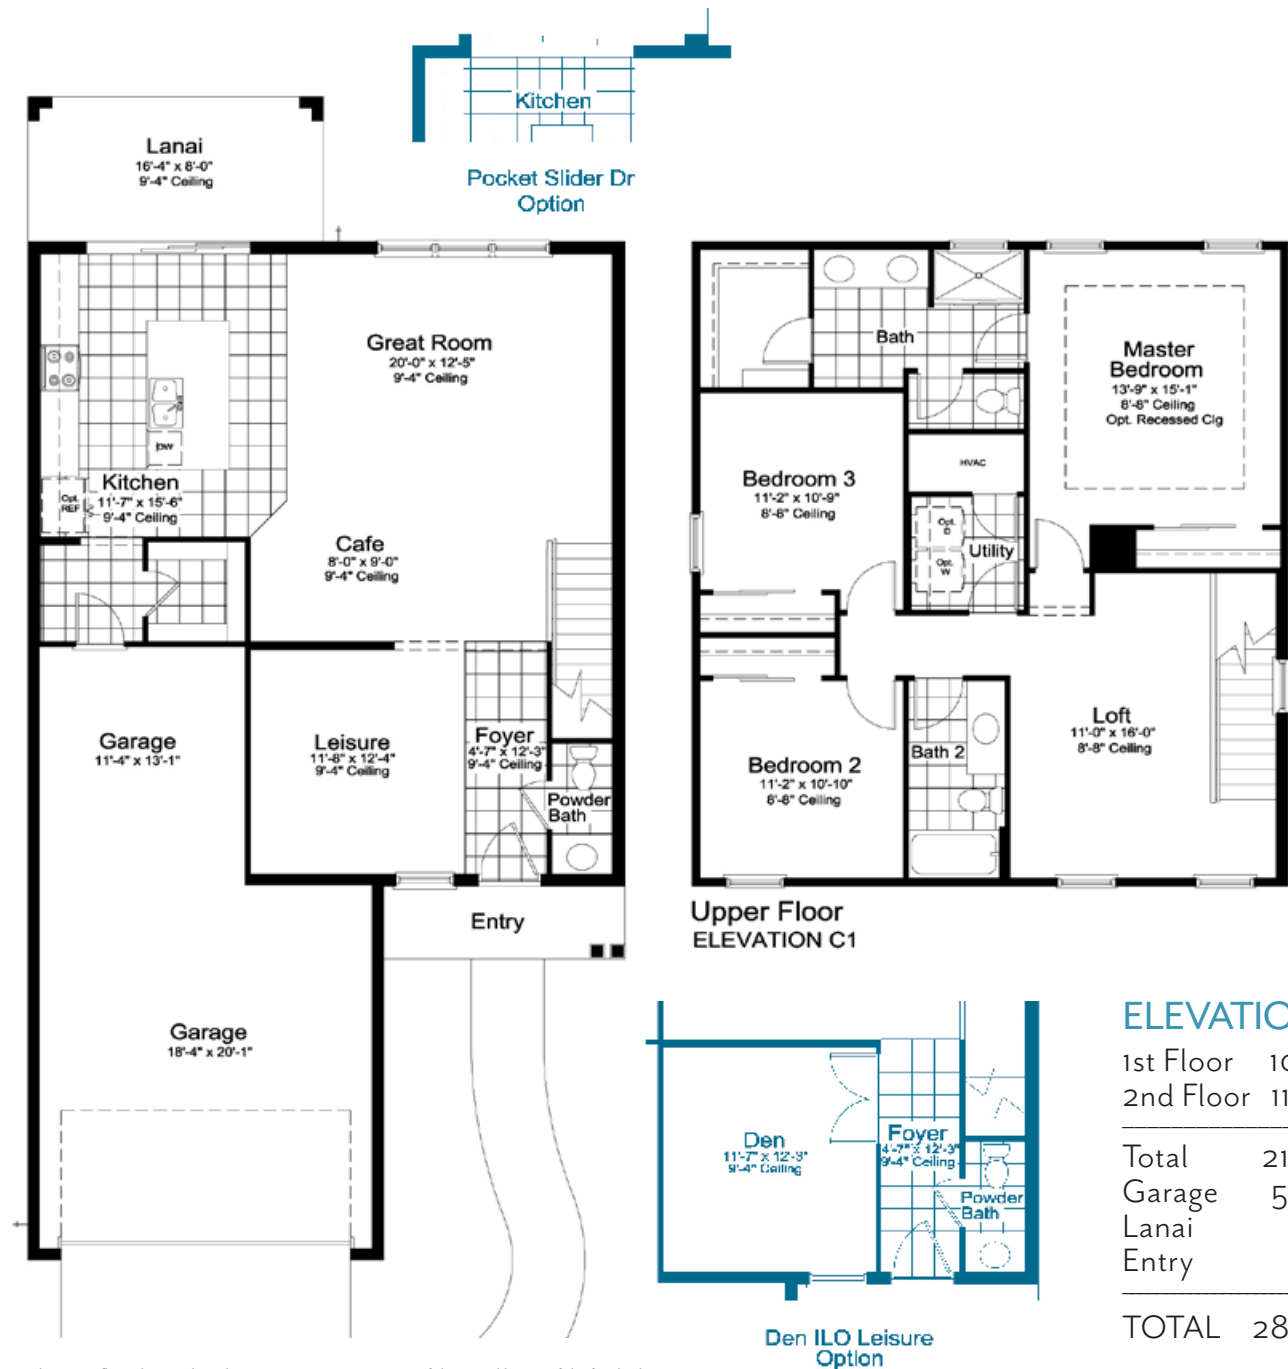 Kitchen
Pocket Slider Dr
Option
Lanai
16'-4" x 8'-0"
9'-4" Ceiling
Great Room
20'-0" x 12'-5"
9'-4" Ceiling
DW
Opt.
REF
Kitchen
11'-7" x 15'-6"
9'-4" Ceiling
Cafe
8'-0" x 9'-0"
9'-4" Ceiling
Garage
11'-4" x 13'-1"
Leisure
11'-8" x 12'-4"
9'-4" Ceiling
Foyer
4'-7" x 12'-3"
9'-4" Ceiling
Powder
Bath
Entry
Garage
18'-4" x 20'-1"
Bath
Master
Bedroom
13'-9" x 15'-1"
8'-8" Ceiling
Opt. Recessed Clg
HVAC
Bedroom 3
11'-2" x 10'-9"
8'-8" Ceiling
Opt.
D
Opt.
W
Utility
Loft
11'-0" x 16'-0"
8'-8" Ceiling
Bath 2
Bedroom 2
11'-2" x 10'-10"
8'-8" Ceiling
Upper Floor
ELEVATION C1
Den
11'-7" x 12'-3"
9'-4" Ceiling
Foyer
4'-7" x 12'-3"
9'-4" Ceiling
Powder
Bath
Den ILO Leisure
Option
ELEVATIO
1st Floor 10
2nd Floor 11
Total 21
Garage 5
Lanai
Entry
TOTAL 28